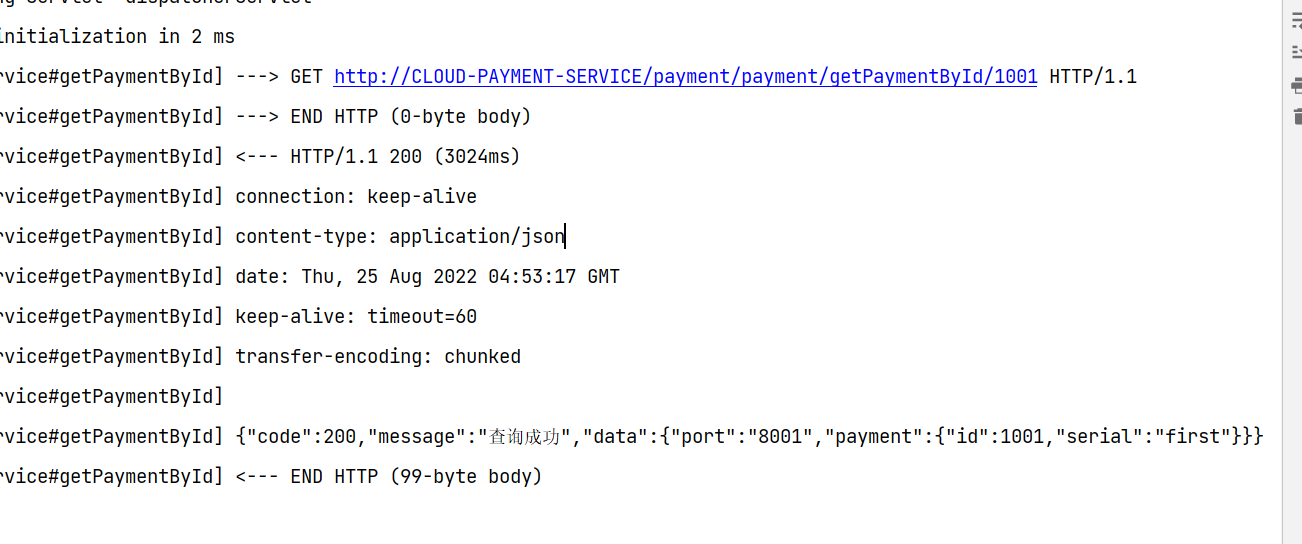 initialization in 2 ms
rvice#getPaymentById] ---> GET http://CLOUD-PAYMENT-SERVICE/payment/payment/getPaymentById/1001 HTTP/1.1
rvice#getPaymentById] ---> END HTTP (0-byte body)
rvice#getPaymentById] <--- HTTP/1.1 200 (3024ms)
rvice#getPaymentById] connection: keep-alive
rvice#getPaymentById] content-type: application/json
rvice#getPaymentById] date: Thu, 25 Aug 2022 04:53:17 GMT
rvice#getPaymentById] keep-alive: timeout=60
rvice#getPaymentById] transfer-encoding: chunked
rvice#getPaymentById]
rvice#getPaymentById] {"code":200,"message":"查询成功","data":{"port":"8001","payment":{"id":1001,"serial":"first"}}}
rvice#getPaymentById] <--- END HTTP (99-byte body)